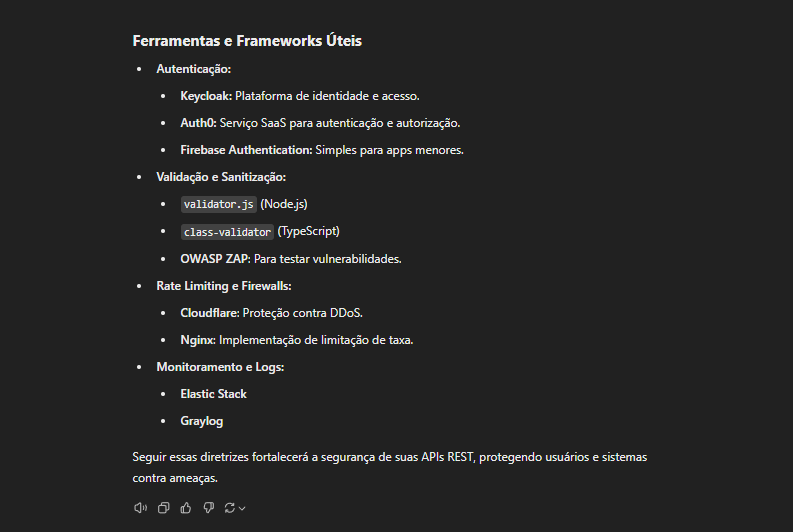 Ferramentas e Frameworks Úteis
• Autenticação:
• Keycloak: Plataforma de identidade e acesso.
• Auth0: Serviço SaaS para autenticação e autorização.
• Firebase Authentication: Simples para apps menores.
• Validação e Sanitização:
• validator.js (Node.js)
• class-validator (TypeScript)
• OWASP ZAP: Para testar vulnerabilidades.
• Rate Limiting e Firewalls:
• Cloudflare: Proteção contra DDoS.
• Nginx: Implementação de limitação de taxa.
• Monitoramento e Logs:
• Elastic Stack
• Graylog
Seguir essas diretrizes fortalecerá a segurança de suas APIs REST, protegendo usuários e sistemas
contra ameaças.